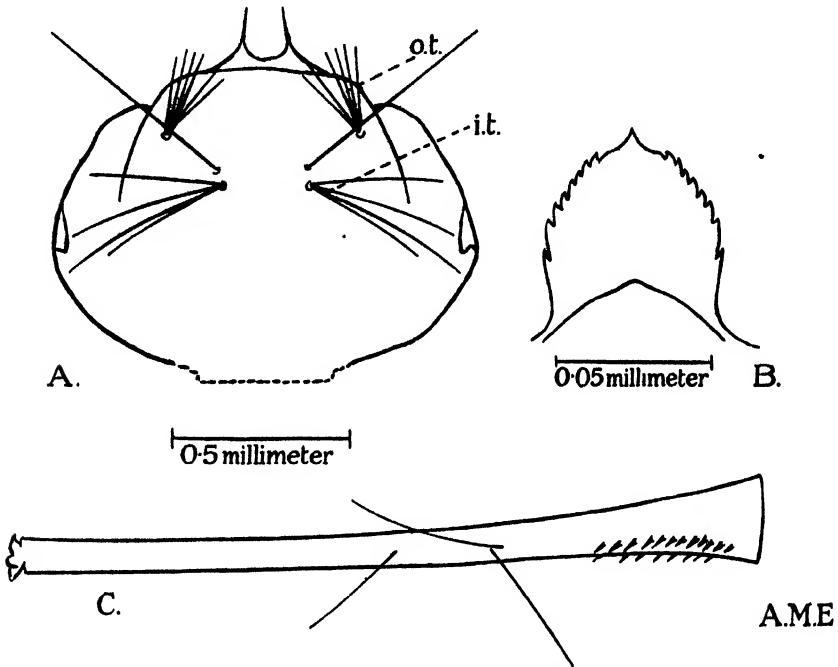 o.t.
i.t.
A.
0·05 millimeter B.
0·5 millimeter
C.
A.M.E